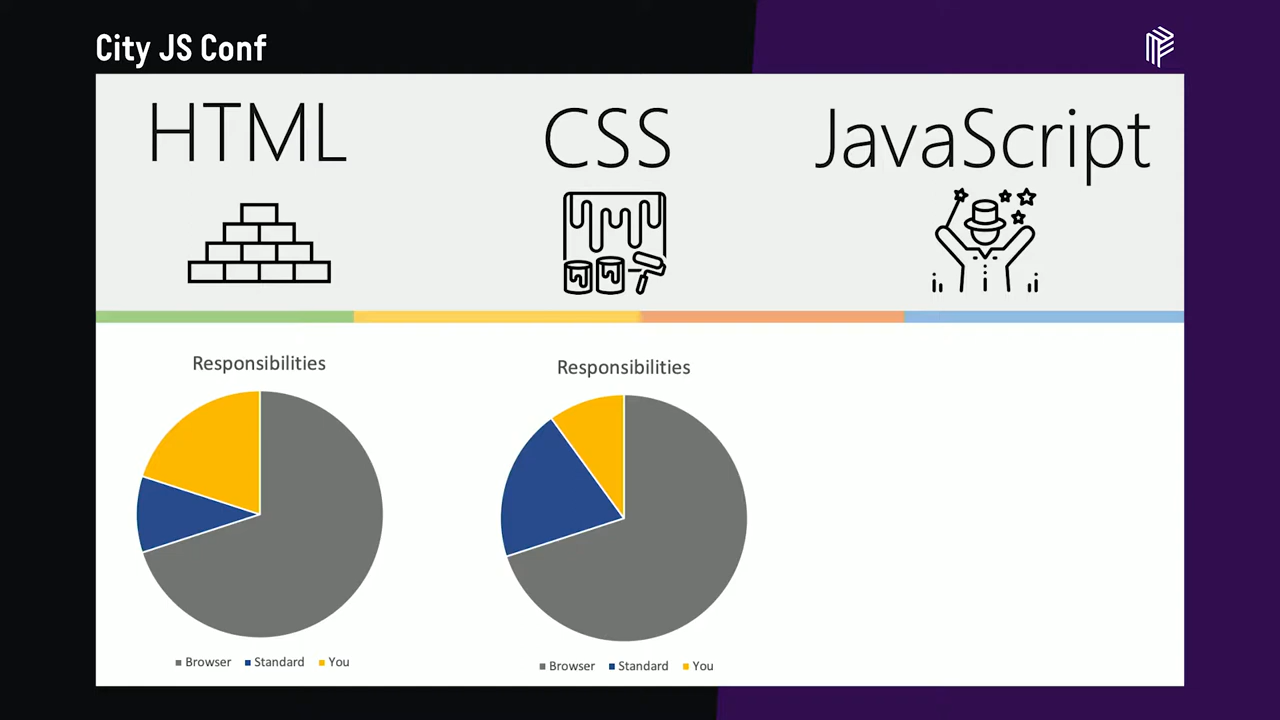 City JS Conf
HTML
CSS
JavaScript
Responsibilities
Browser Standard You
Responsibilities
Browser Standard You